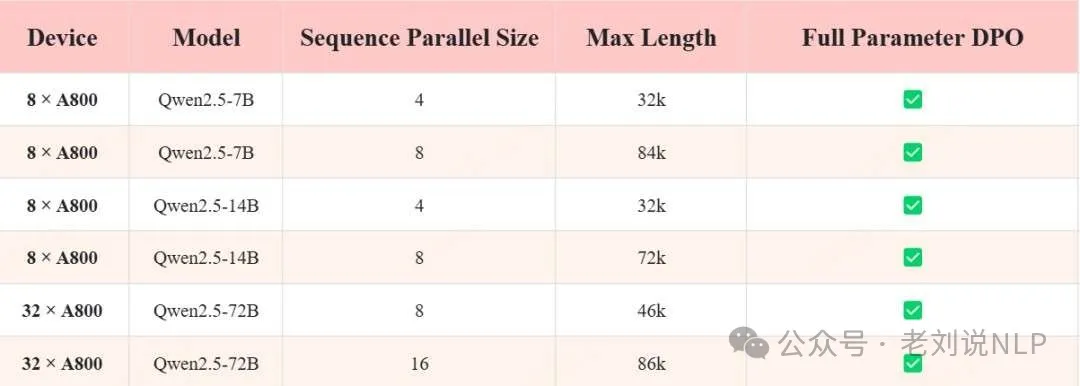 Device Model Sequence Parallel Size Max Length Full Parameter DPO
8 × A800 Qwen2.5-7B 4 32k ✅
8 × A800 Qwen2.5-7B 8 84k ✅
8 × A800 Qwen2.5-14B 4 32k ✅
8 × A800 Qwen2.5-14B 8 72k ✅
32 × A800 Qwen2.5-72B 8 46k ✅
32 × A800 Qwen2.5-72B 16 86k ✅
公众号 · 老刘说NLP